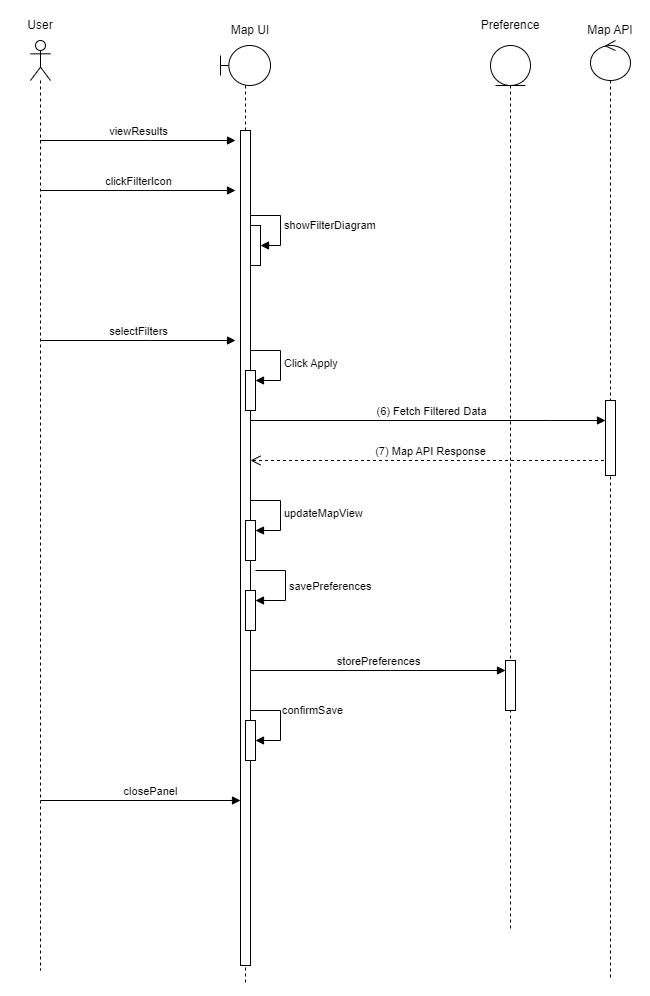 User
Map UI
Preference
Map API
viewResults
clickFilterIcon
showFilterDiagram
selectFilters
Click Apply
(6) Fetch Filtered Data
(7) Map API Response
updateMapView
savePreferences
storePreferences
confirmSave
closePanel